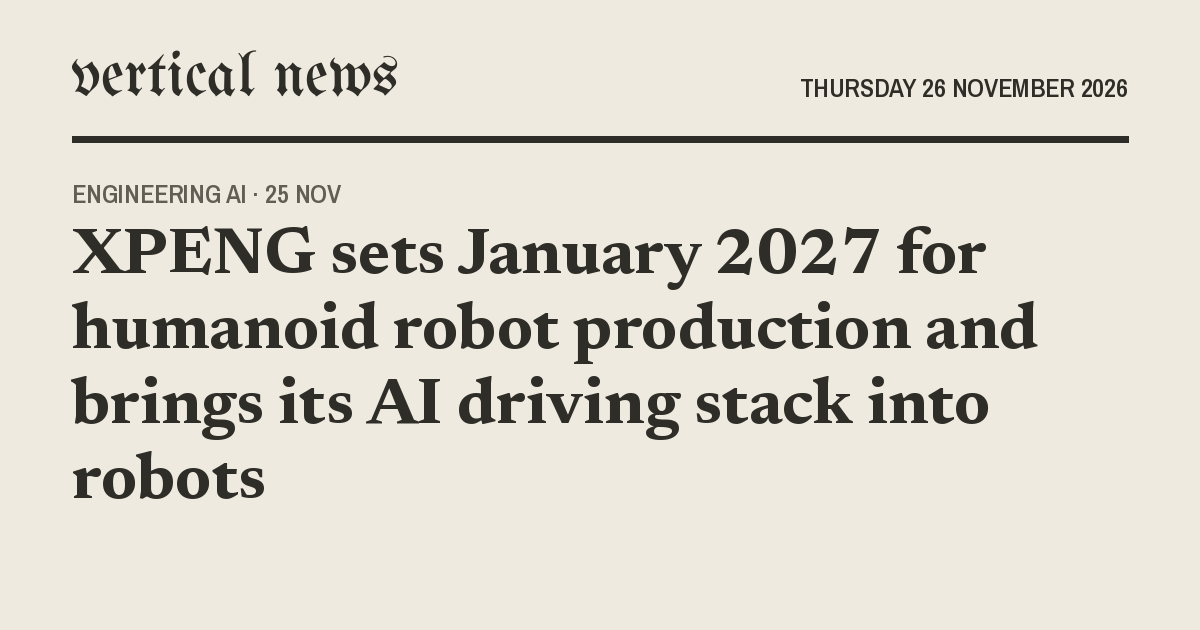 vertical news
THURSDAY 26 NOVEMBER 2026
ENGINEERING AI · 25 NOV
XPENG sets January 2027 for
humanoid robot production and
brings its AI driving stack into
robots